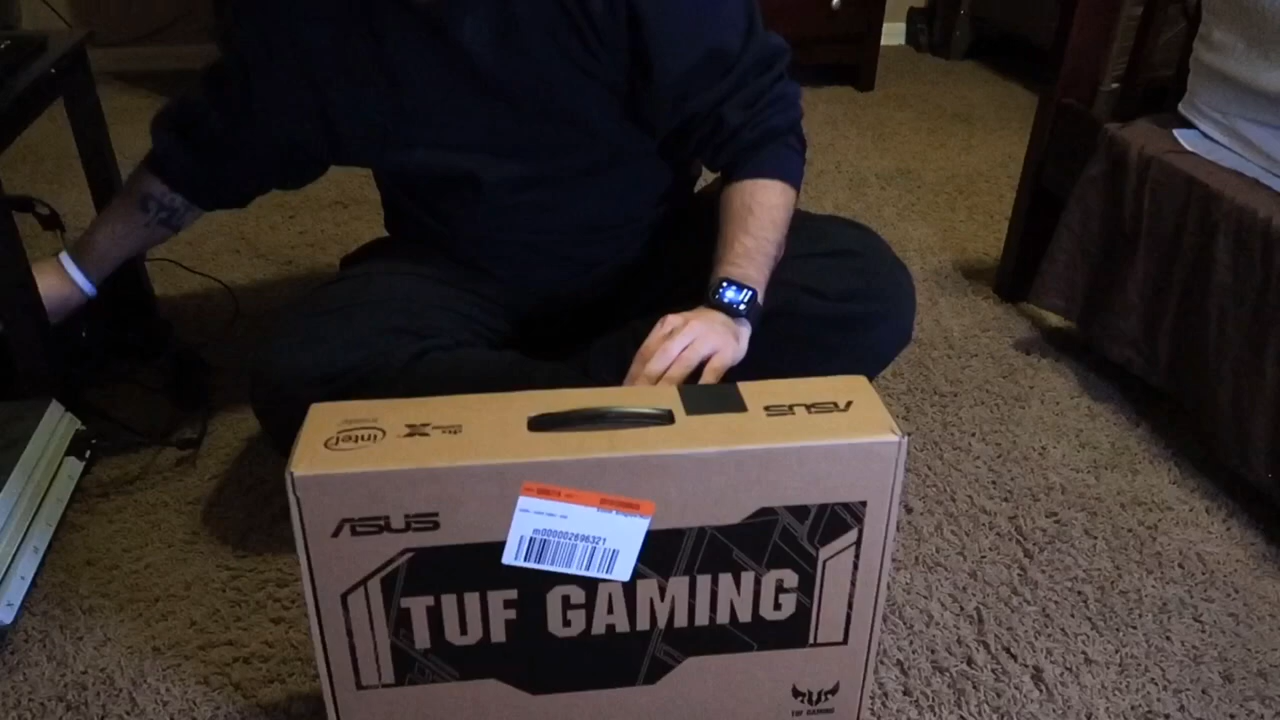 intel
X
ASUS
ASUS
m000002696321
TUF GAMING
TUF GAMING